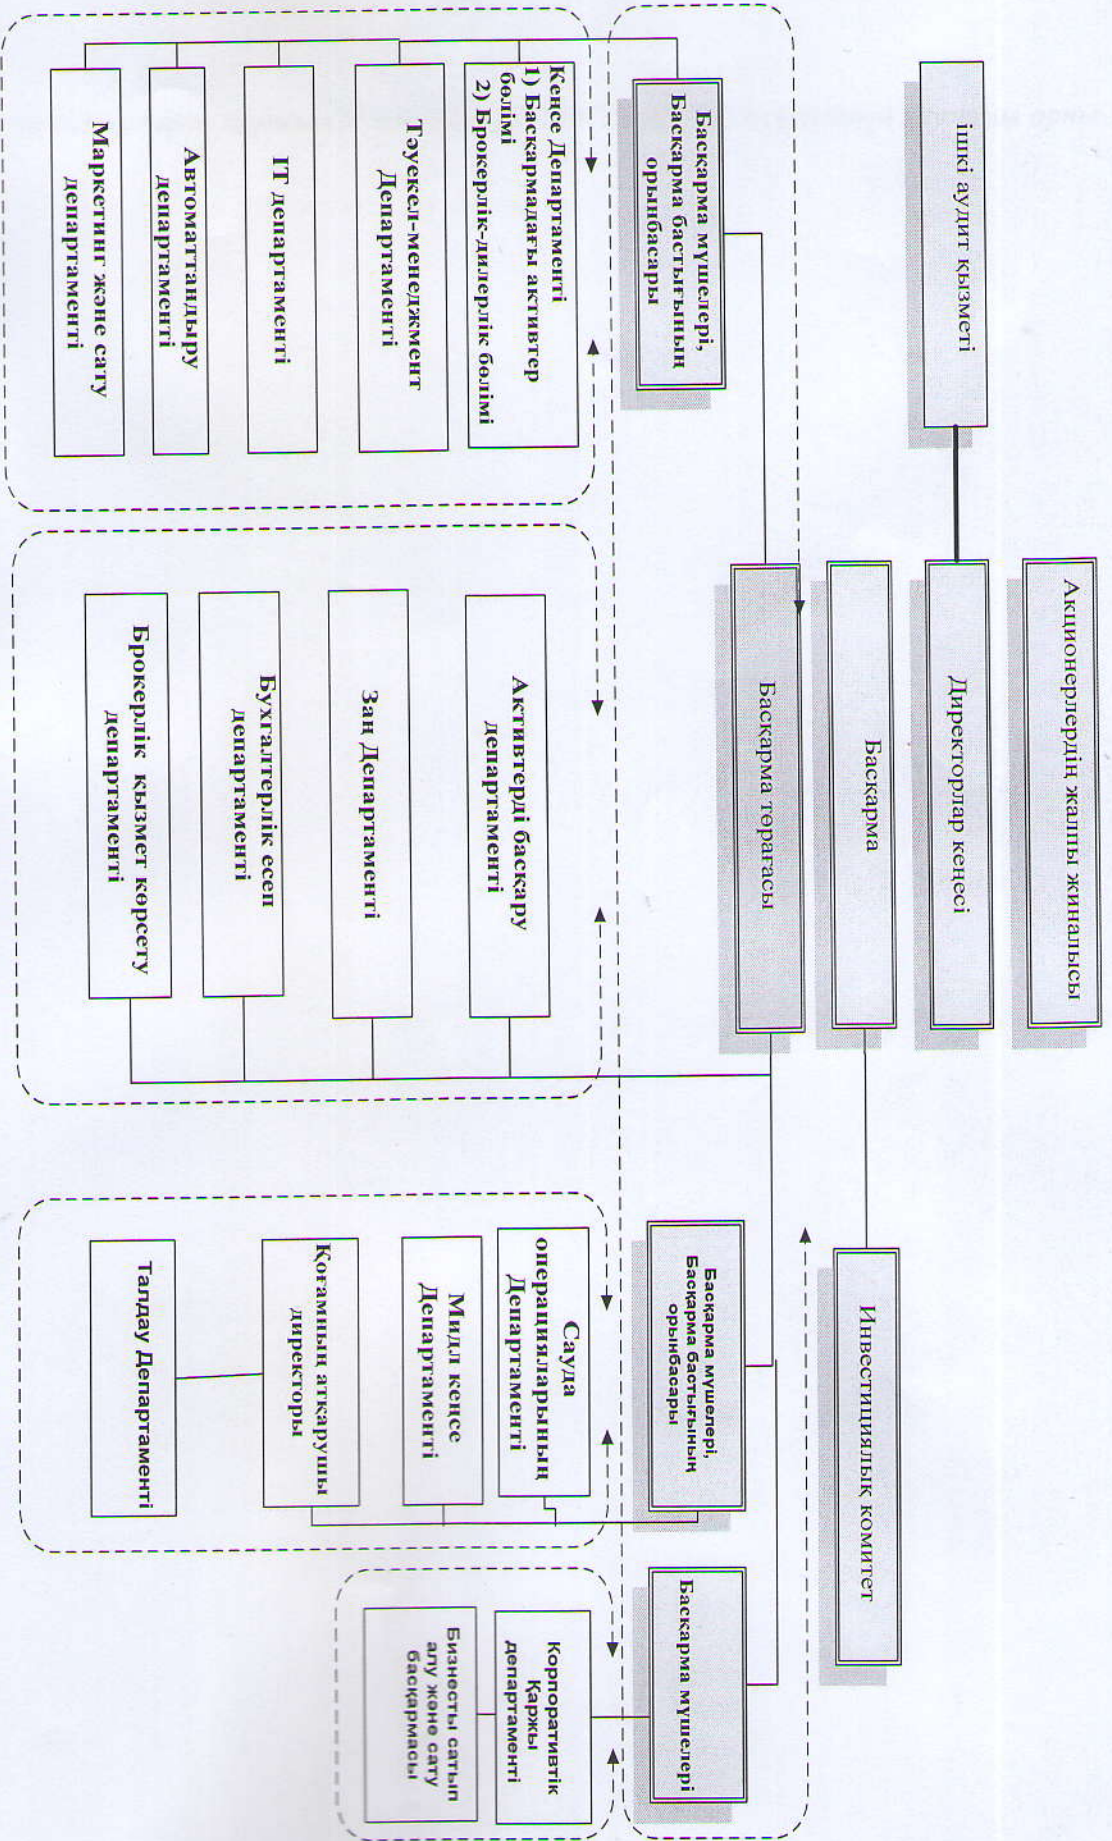 Акционерлердің жалпы жиналысы
ішкі аудит қызметі
Директорлар кеңесі
Басқарма
Инвестициялық комитет
Басқарма төрағасы
Басқарма мүшелері,
Басқарма бастығының
орынбасары
Басқарма мүшелері,
Басқарма бастығының
орынбасары
Басқарма мүшелері
Кеңсе Департаменті
1) Басқармадағы активтер
бөлімі
2) Брокерлік-дилерлік бөлімі
Тәуекел-менеджмент
Департаменті
IT департаменті
Автоматтандыру
департаменті
Маркетинг және сату
департаменті
Активтерді басқару
департаменті
Заң Департаменті
Бухгалтерлік есеп
департаменті
Брокерлік қызмет көрсету
департаменті
Сауда
операцияларының
Департаменті
Мидл кеңсе
Департаменті
Қоғамның атқарушы
директоры
Талдау Департаменті
Корпоративтік
Қаржы
департаменті
Бизнесты сатып
алу және сату
басқармасы